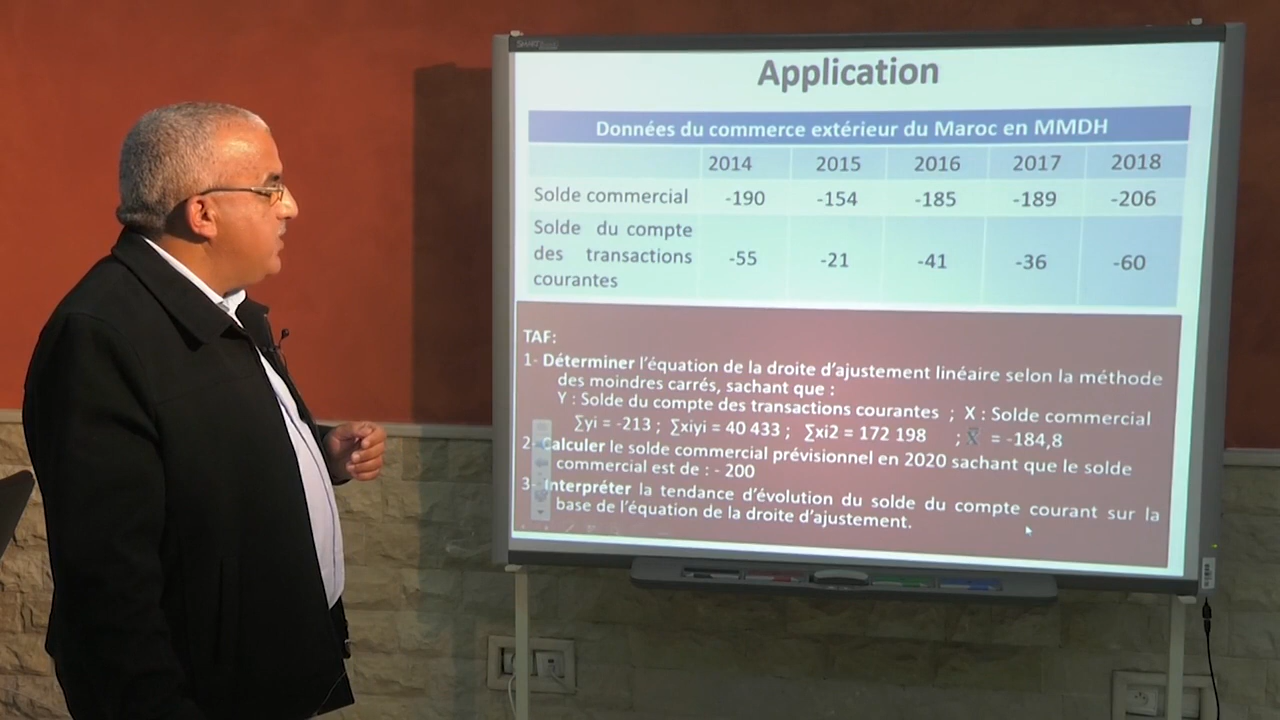 SMART Board
Application
Données du commerce extérieur du Maroc en MMDH
2014 2015 2016 2017 2018
Solde commercial -190 -154 -185 -189 -206
Solde du compte
des transactions -55 -21 -41 -36 -60
courantes
TAF:
1- Déterminer l'équation de la droite d'ajustement linéaire selon la méthode
des moindres carrés, sachant que :
Y : Solde du compte des transactions courantes ; X : Solde commercial
∑yi = -213 ; ∑xiyi = 40 433 ; ∑xi2 = 172 198 ; X̅ = -184,8
2- Calculer le solde commercial prévisionnel en 2020 sachant que le solde
commercial est de : - 200
3- Interpréter la tendance d'évolution du solde du compte courant sur la
base de l'équation de la droite d'ajustement.